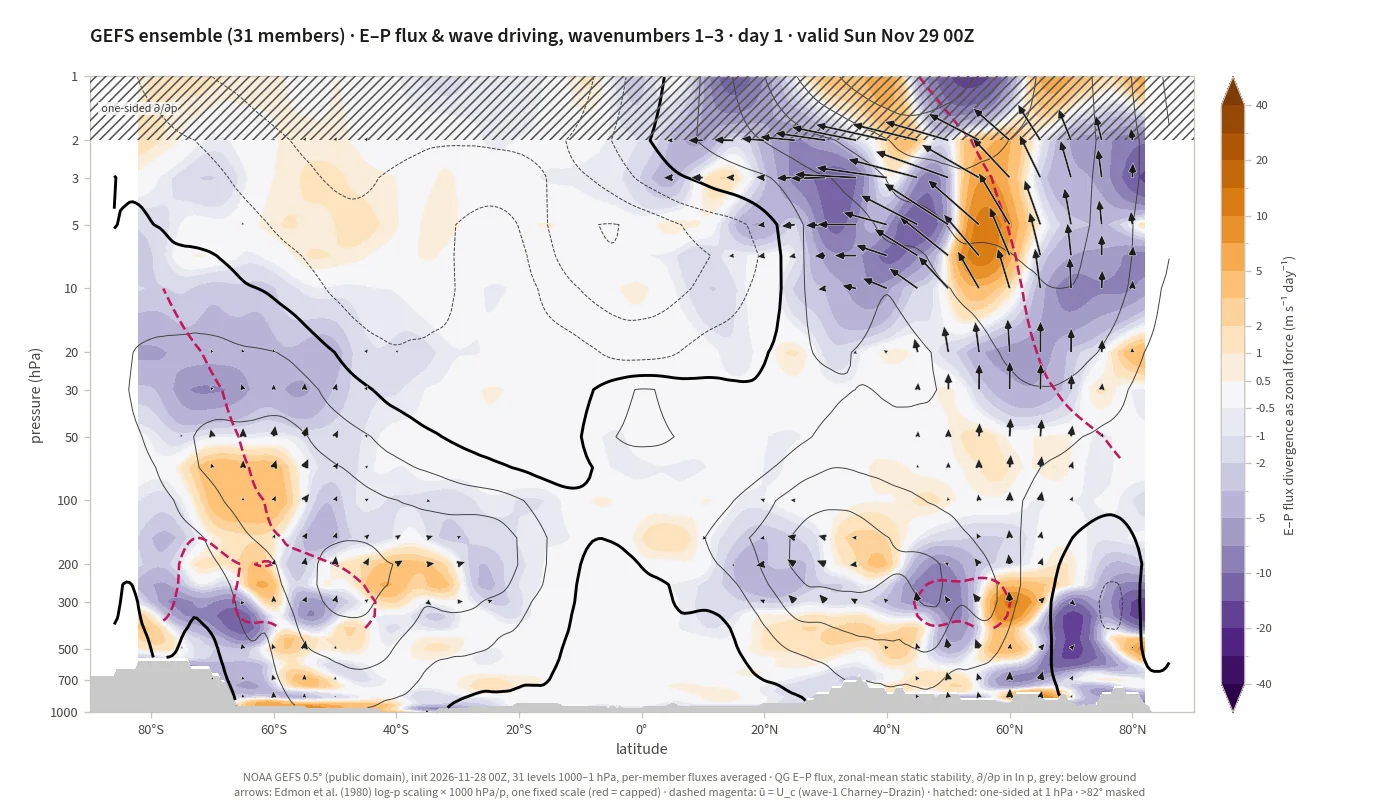 GEFS ensemble (31 members) · E–P flux & wave driving, wavenumbers 1–3 · day 1 · valid Sun Nov 29 00Z
one-sided ∂/∂p
pressure (hPa)
1
2
3
5
10
20
30
50
100
200
300
500
700
1000
80°S
60°S
40°S
20°S
0°
20°N
40°N
60°N
80°N
latitude
40
20
10
5
2
1
0.5
-0.5
-1
-2
-5
-10
-20
-40
E–P flux divergence as zonal force (m s⁻¹ day⁻¹)
NOAA GEFS 0.5° (public domain), init 2026-11-28 00Z, 31 levels 1000–1 hPa, per-member fluxes averaged · QG E–P flux, zonal-mean static stability, ∂/∂p in ln p, grey: below ground
arrows: Edmon et al. (1980) log-p scaling × 1000 hPa/p, one fixed scale (red = capped) · dashed magenta: ū = U_c (wave-1 Charney–Drazin) · hatched: one-sided at 1 hPa · >82° masked